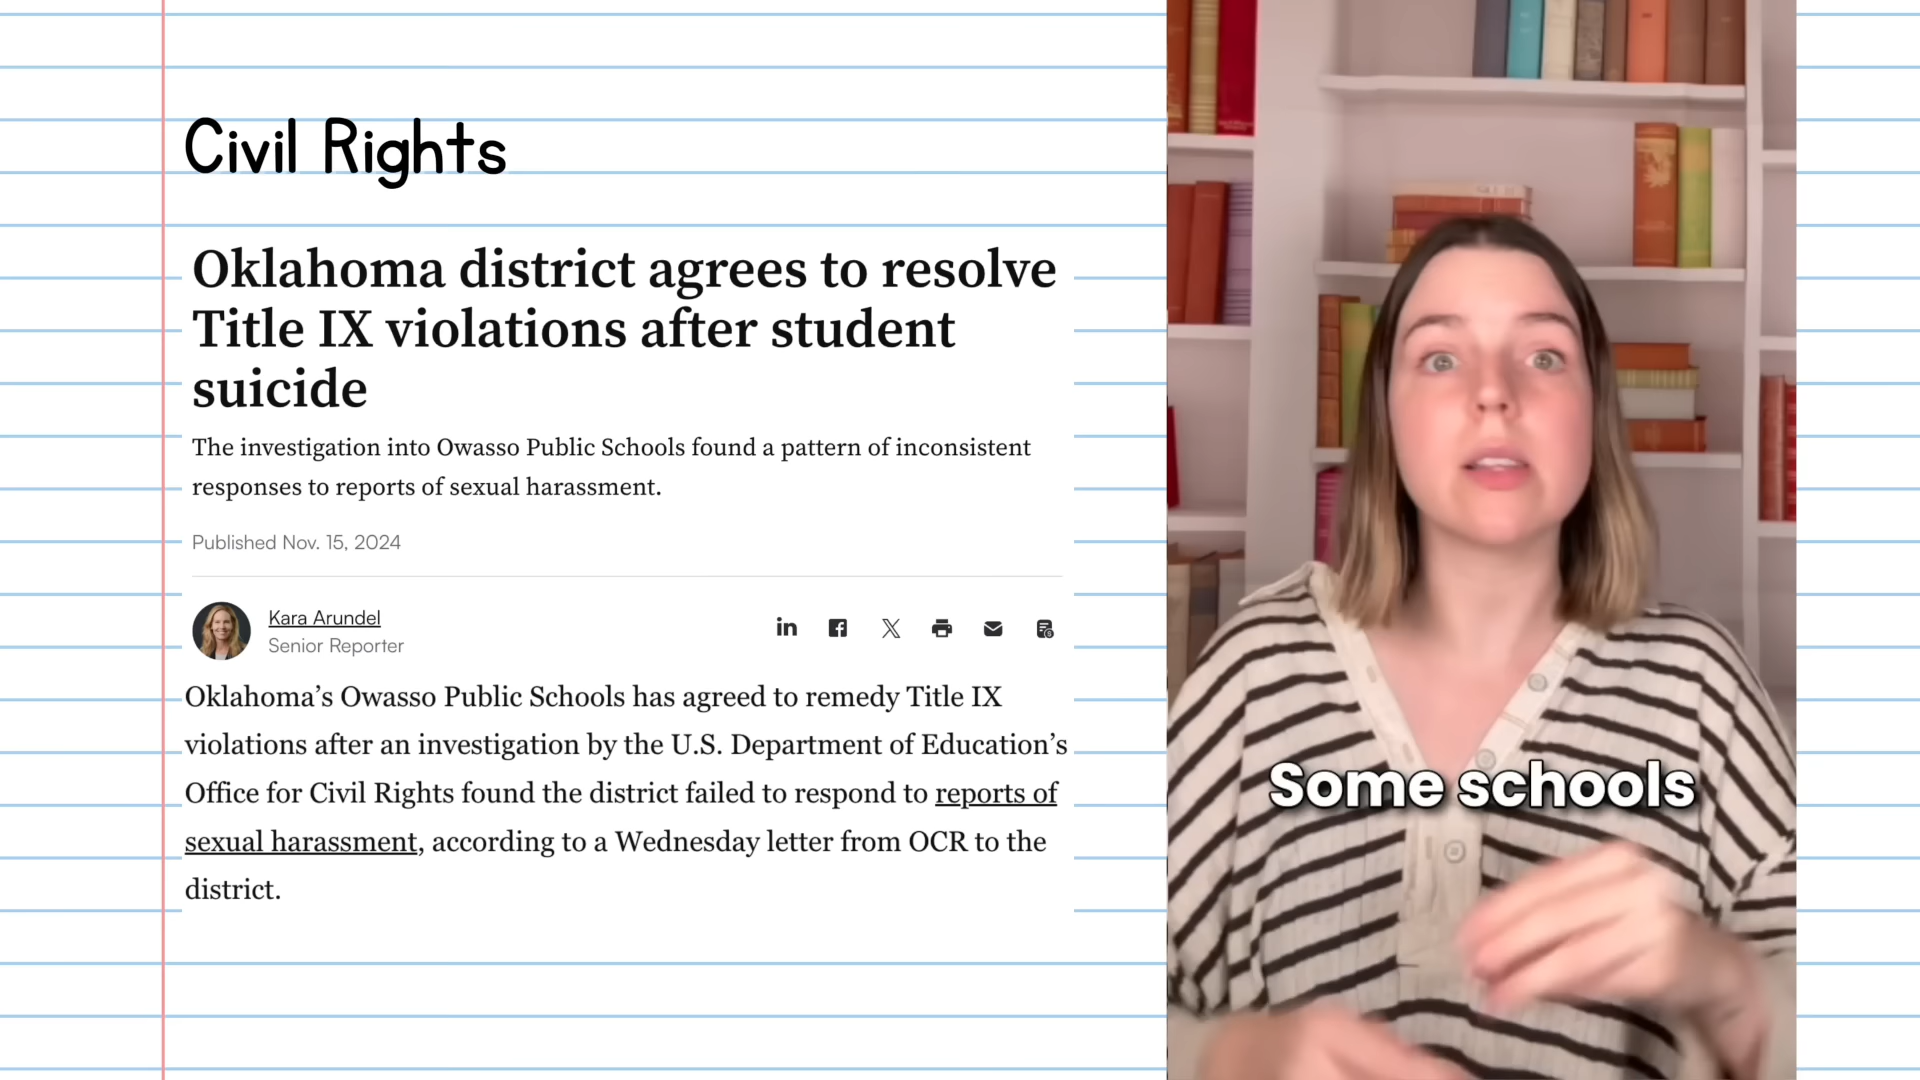 Civil Rights
Oklahoma district agrees to resolve
Title IX violations after student
suicide
The investigation into Owasso Public Schools found a pattern of inconsistent
responses to reports of sexual harassment.
Published Nov. 15, 2024
Kara Arundel
Senior Reporter
Oklahoma’s Owasso Public Schools has agreed to remedy Title IX
violations after an investigation by the U.S. Department of Education’s
Office for Civil Rights found the district failed to respond to reports of
sexual harassment, according to a Wednesday letter from OCR to the
district.
Some schools